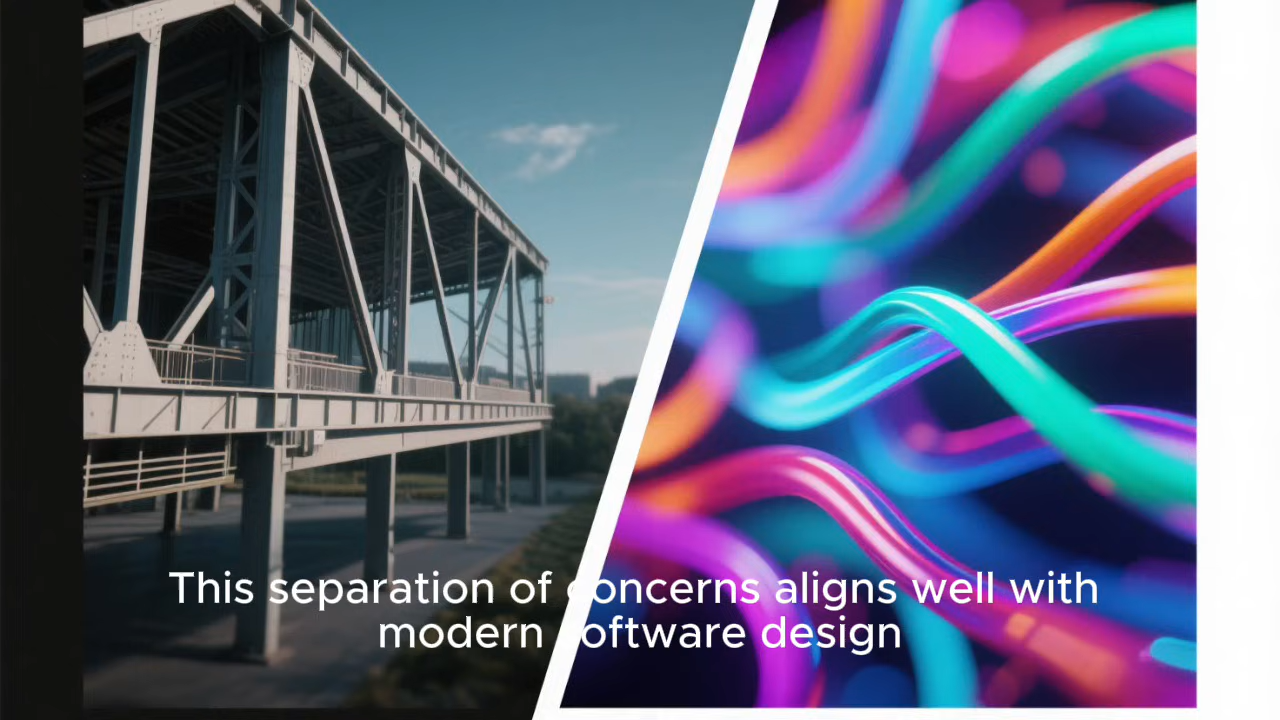 This separation of concerns aligns well with
modern software design